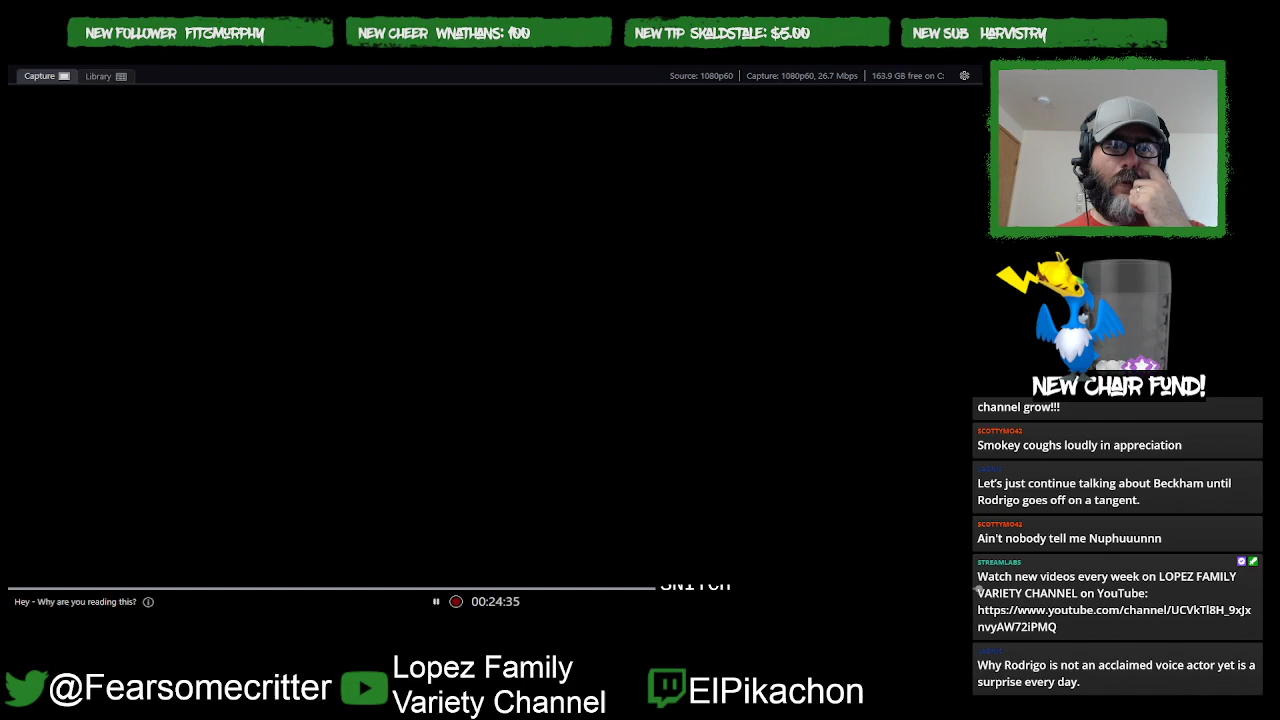 NEW FOLLOWER FITZMURPHY
NEW CHEER WNATHANS: 100
NEW TIP SKALDSTALE: $5.00
NEW SUB HARVISTRY
Capture
Library
Source: 1080p60
Capture: 1080p60, 26.7 Mbps
163.9 GB free on C:
NEW CHAIR FUND!
channel grow!!!
SCOTTYMO42
Smokey coughs loudly in appreciation
Let's just continue talking about Beckham until
Rodrigo goes off on a tangent.
SCOTTYMO42
Ain't nobody tell me Nuphuuunnn
STREAMLABS
Watch new videos every week on LOPEZ FAMILY
VARIETY CHANNEL on YouTube:
https://www.youtube.com/channel/UCVkTl8H_9xJx
nvyAW72iPMQ
Why Rodrigo is not an acclaimed voice actor yet is a
surprise every day.
Hey - Why are you reading this?
00:24:35
@Fearsomecritter
Lopez Family
Variety Channel
ElPikachon